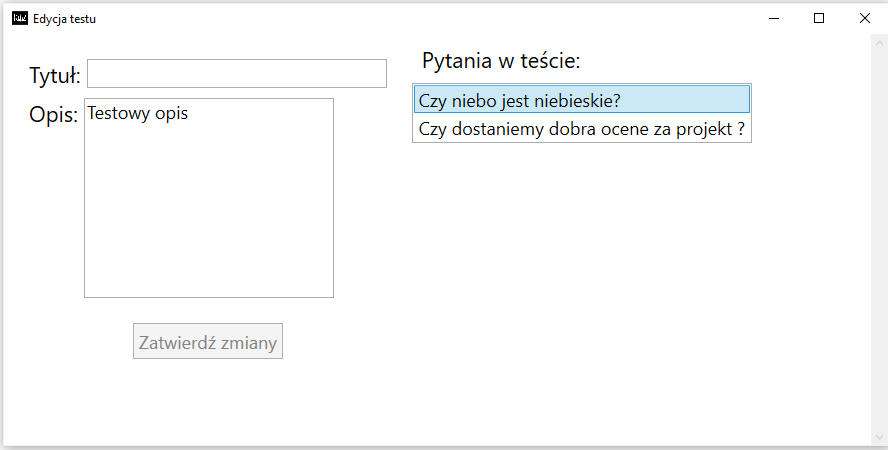 Edycja testu
Tytuł:
Opis:
Testowy opis
Zatwierdź zmiany
Pytania w teście:
Czy niebo jest niebieskie?
Czy dostaniemy dobra ocene za projekt ?